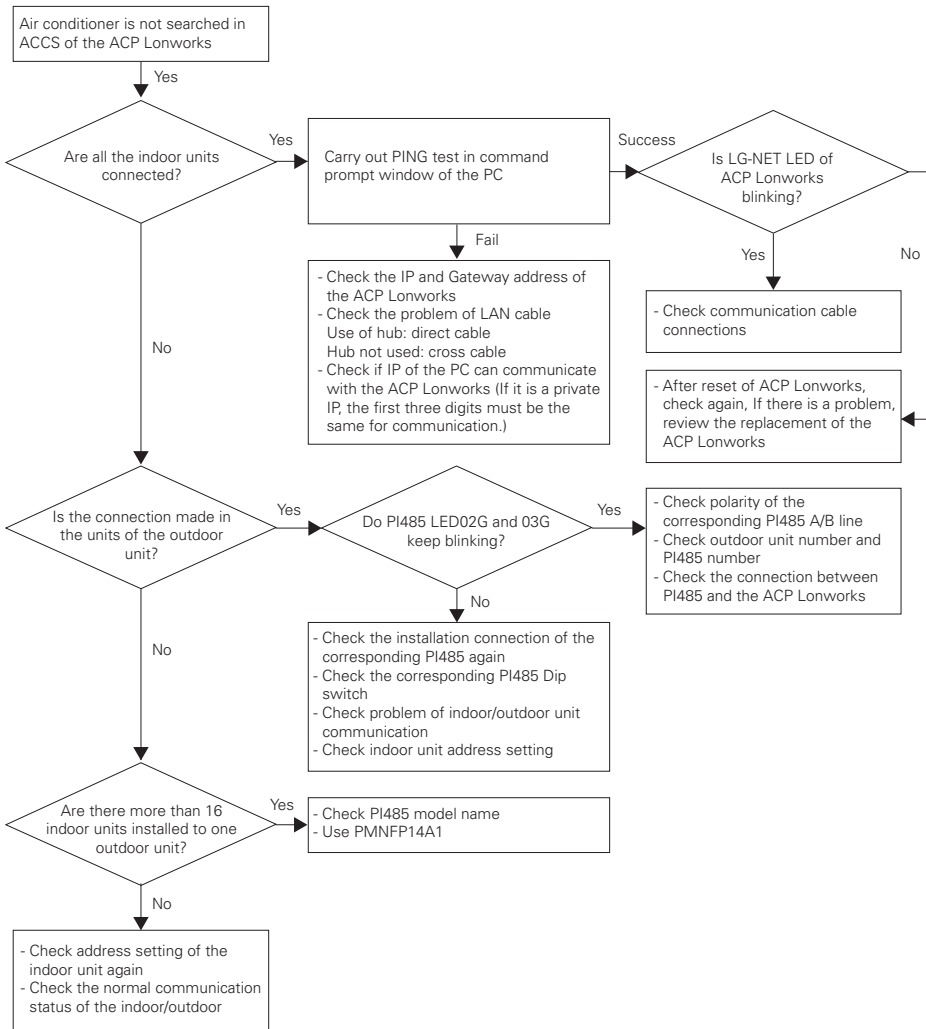 Air conditioner is not searched in
ACCS of the ACP Lonworks
Yes
Are all the indoor units
connected?
Yes
Carry out PING test in command
prompt window of the PC
Success
Is LG-NET LED of
ACP Lonworks
blinking?
Fail
Yes
No
- Check the IP and Gateway address of
the ACP Lonworks
- Check the problem of LAN cable
Use of hub: direct cable
Hub not used: cross cable
- Check if IP of the PC can communicate
with the ACP Lonworks (If it is a private
IP, the first three digits must be the
same for communication.)
- Check communication cable
connections
- After reset of ACP Lonworks,
check again, If there is a problem,
review the replacement of the
ACP Lonworks
No
Is the connection made in
the units of the outdoor
unit?
Yes
Do PI485 LED02G and 03G
keep blinking?
Yes
- Check polarity of the
corresponding PI485 A/B line
- Check outdoor unit number and
PI485 number
- Check the connection between
PI485 and the ACP Lonworks
No
- Check the installation connection of the
corresponding PI485 again
- Check the corresponding PI485 Dip
switch
- Check problem of indoor/outdoor unit
communication
- Check indoor unit address setting
No
Are there more than 16
indoor units installed to one
outdoor unit?
Yes
- Check PI485 model name
- Use PMNFP14A1
No
- Check address setting of the
indoor unit again
- Check the normal communication
status of the indoor/outdoor